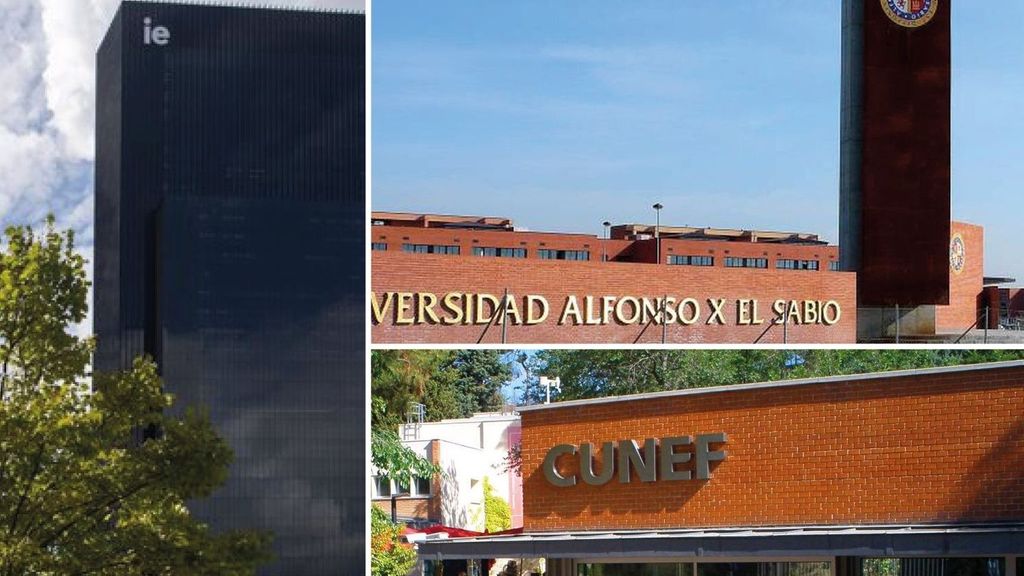 ie
VERSIDAD ALFONSO X EL SABIO
CUNEF